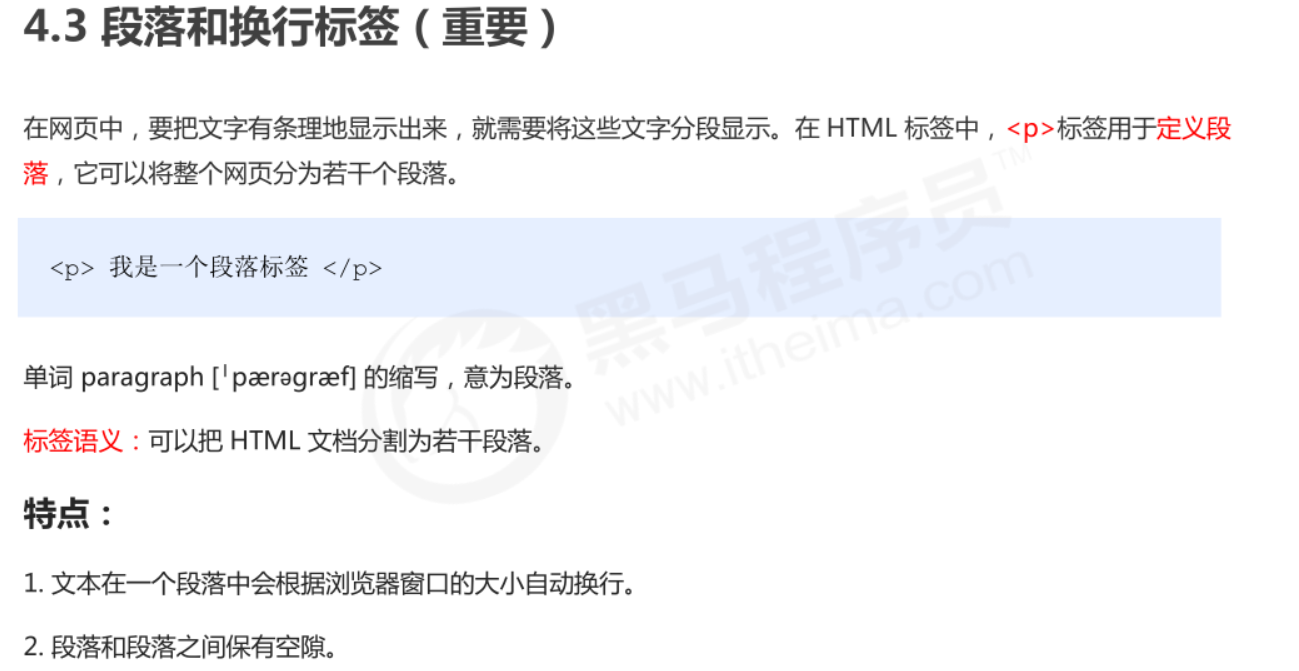 4.3 段落和换行标签（重要）
在网页中，要把文字有条理地显示出来，就需要将这些文字分段显示。在 HTML 标签中，<p>标签用于定义段
落，它可以将整个网页分为若干个段落。
<p> 我是一个段落标签 </p>
单词 paragraph [ˈpærəgræf] 的缩写，意为段落。
标签语义：可以把 HTML 文档分割为若干段落。
特点：
1. 文本在一个段落中会根据浏览器窗口的大小自动换行。
2. 段落和段落之间保有空隙。
黑马程序员™
www.itheima.com